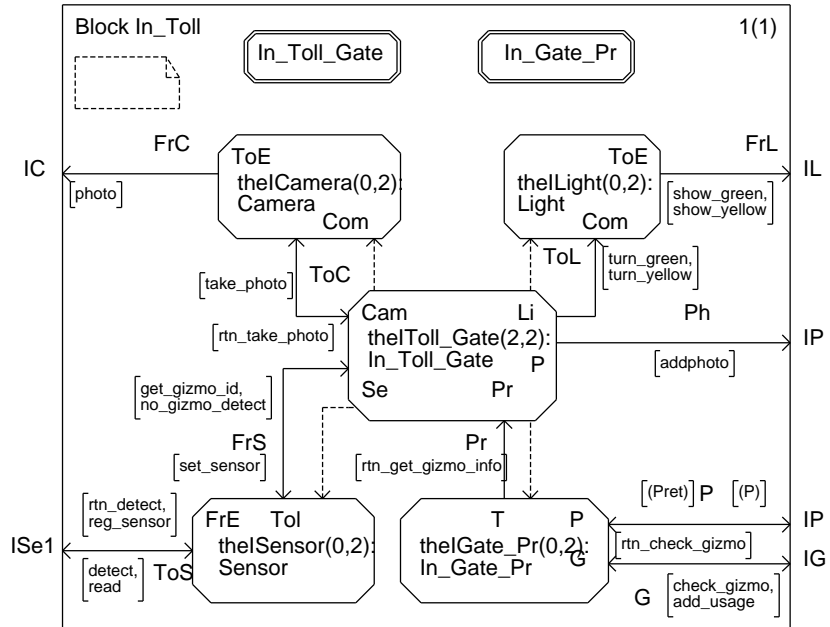 Block In_Toll
1(1)
In_Toll_Gate
In_Gate_Pr
FrC
FrL
IC
ToE
ToE
IL
[photo]
theICamera(0,2):
Camera
theILight(0,2):
Light
[show_green,
show_yellow]
Com
Com
ToC
ToL
[take_photo]
[turn_green,
turn_yellow]
Cam
Li
Ph
[rtn_take_photo]
theIToll_Gate(2,2):
In_Toll_Gate
IP
P
[addphoto]
[get_gizmo_id,
no_gizmo_detect]
Se
Pr
FrS
Pr
[set_sensor]
[rtn_get_gizmo_info]
[rtn_detect,
reg_sensor]
[(Pret)]
P
[(P)]
FrE
ToI
T
P
IP
ISe1
theISensor(0,2):
Sensor
theIGate_Pr(0,2):
In_Gate_Pr
[rtn_check_gizmo]
G
IG
[detect,
read]
ToS
G
[check_gizmo,
add_usage]